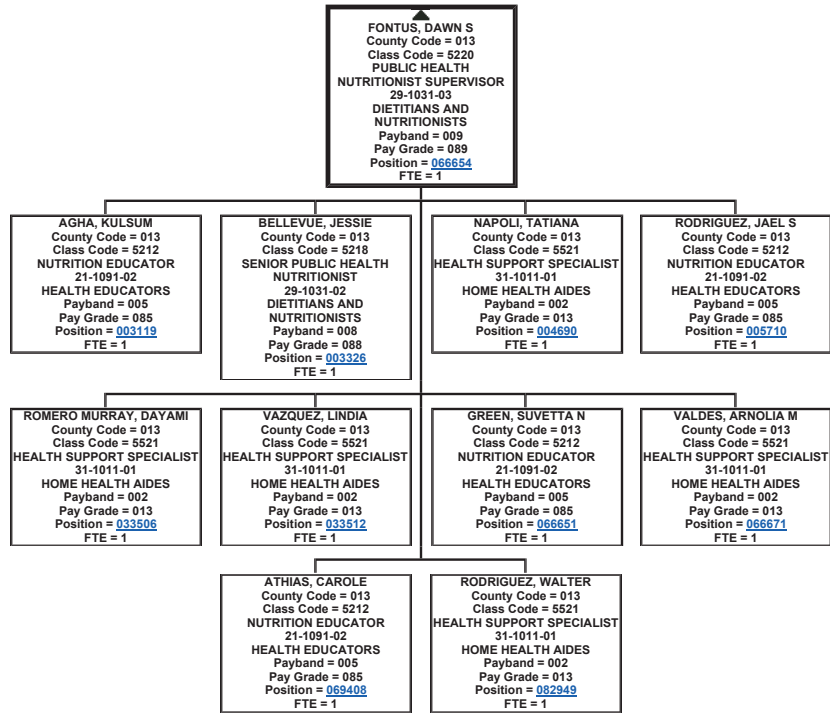 FONTUS, DAWN S
County Code = 013
Class Code = 5220
PUBLIC HEALTH
NUTRITIONIST SUPERVISOR
29-1031-03
DIETITIANS AND
NUTRITIONISTS
Payband = 009
Pay Grade = 089
Position = 066654
FTE = 1
AGHA, KULSUM
County Code = 013
Class Code = 5212
NUTRITION EDUCATOR
21-1091-02
HEALTH EDUCATORS
Payband = 005
Pay Grade = 085
Position = 003119
FTE = 1
BELLEVUE, JESSIE
County Code = 013
Class Code = 5218
SENIOR PUBLIC HEALTH
NUTRITIONIST
29-1031-02
DIETITIANS AND
NUTRITIONISTS
Payband = 008
Pay Grade = 088
Position = 003326
FTE = 1
NAPOLI, TATIANA
County Code = 013
Class Code = 5521
HEALTH SUPPORT SPECIALIST
31-1011-01
HOME HEALTH AIDES
Payband = 002
Pay Grade = 013
Position = 004690
FTE = 1
RODRIGUEZ, JAEL S
County Code = 013
Class Code = 5212
NUTRITION EDUCATOR
21-1091-02
HEALTH EDUCATORS
Payband = 005
Pay Grade = 085
Position = 005710
FTE = 1
ROMERO MURRAY, DAYAMI
County Code = 013
Class Code = 5521
HEALTH SUPPORT SPECIALIST
31-1011-01
HOME HEALTH AIDES
Payband = 002
Pay Grade = 013
Position = 033506
FTE = 1
VAZQUEZ, LINDIA
County Code = 013
Class Code = 5521
HEALTH SUPPORT SPECIALIST
31-1011-01
HOME HEALTH AIDES
Payband = 002
Pay Grade = 013
Position = 033512
FTE = 1
GREEN, SUVETTA N
County Code = 013
Class Code = 5212
NUTRITION EDUCATOR
21-1091-02
HEALTH EDUCATORS
Payband = 005
Pay Grade = 085
Position = 066651
FTE = 1
VALDES, ARNOLIA M
County Code = 013
Class Code = 5521
HEALTH SUPPORT SPECIALIST
31-1011-01
HOME HEALTH AIDES
Payband = 002
Pay Grade = 013
Position = 066671
FTE = 1
ATHIAS, CAROLE
County Code = 013
Class Code = 5212
NUTRITION EDUCATOR
21-1091-02
HEALTH EDUCATORS
Payband = 005
Pay Grade = 085
Position = 069408
FTE = 1
RODRIGUEZ, WALTER
County Code = 013
Class Code = 5521
HEALTH SUPPORT SPECIALIST
31-1011-01
HOME HEALTH AIDES
Payband = 002
Pay Grade = 013
Position = 082949
FTE = 1